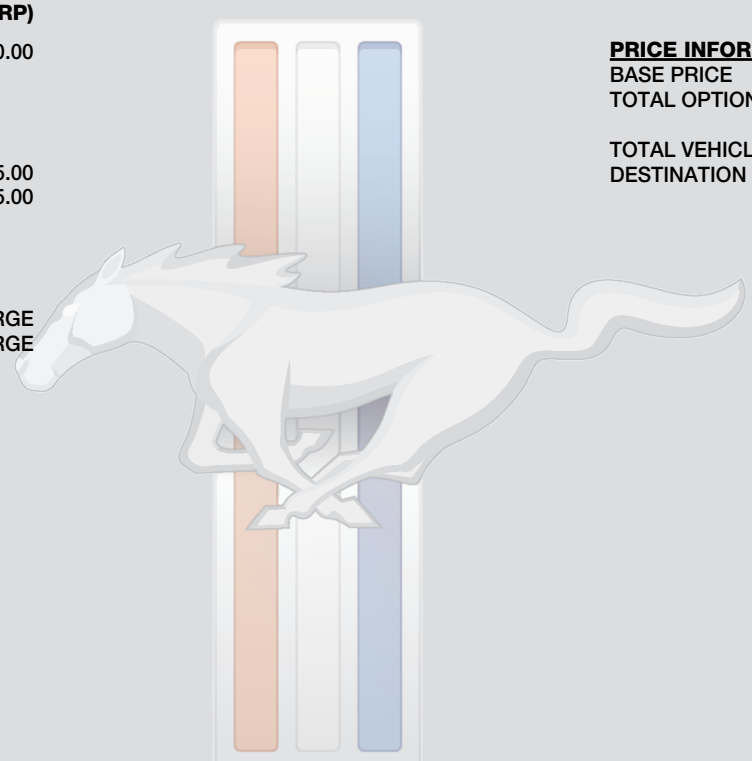 RP)
0.00
5.00
5.00
RGE
RGE
PRICE INFOR
BASE PRICE
TOTAL OPTION
TOTAL VEHICL
DESTINATION